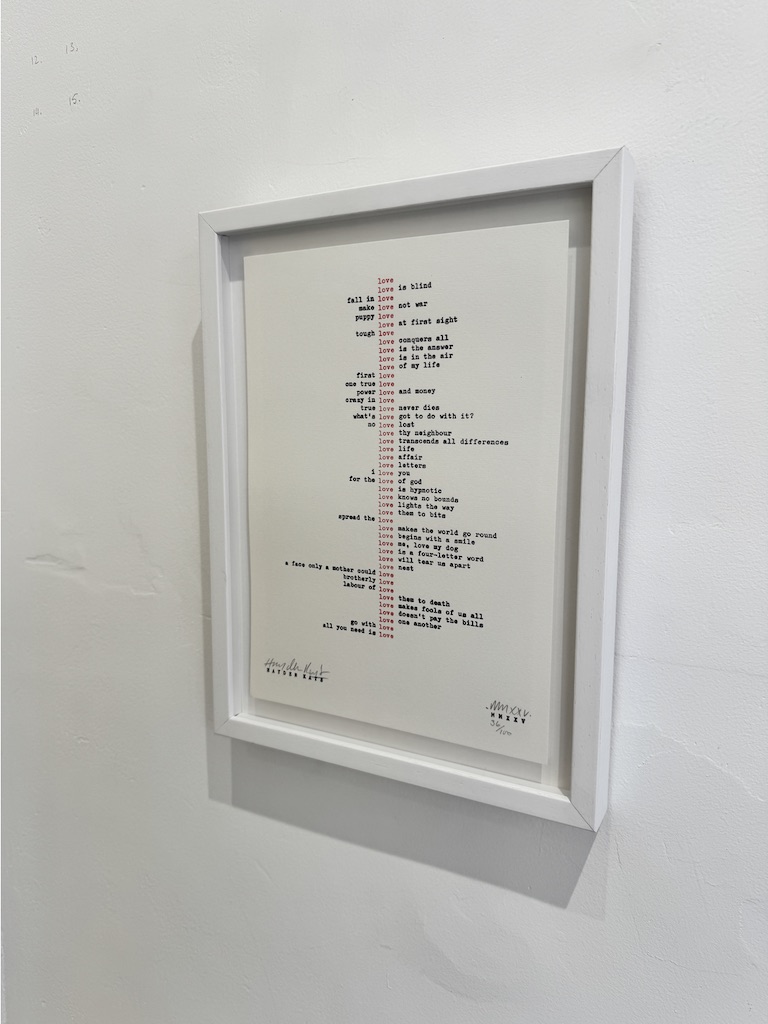 12. 13.
14. 15.
love
love is blind
fall in love
make love not war
puppy love
love at first sight
tough love
love conquers all
love is the answer
love is in the air
love of my life
first love
one true love
power love and money
crazy in love
true love never dies
what's love got to do with it?
no love lost
love thy neighbour
love transcends all differences
love life
love affair
love letters
i love you
for the love of god
love is hypnotic
love knows no bounds
love lights the way
love them to bits
spread the love
love makes the world go round
love begins with a smile
love me, love my dog
love is a four-letter word
love will tear us apart
love nest
a face only a mother could love
brotherly love
labour of love
love them to death
love makes fools of us all
love doesn't pay the bills
go with love one another
all you need is love
Hayden Kays
HAYDEN KAYS
.MMXXV.
MMXXV
36/100